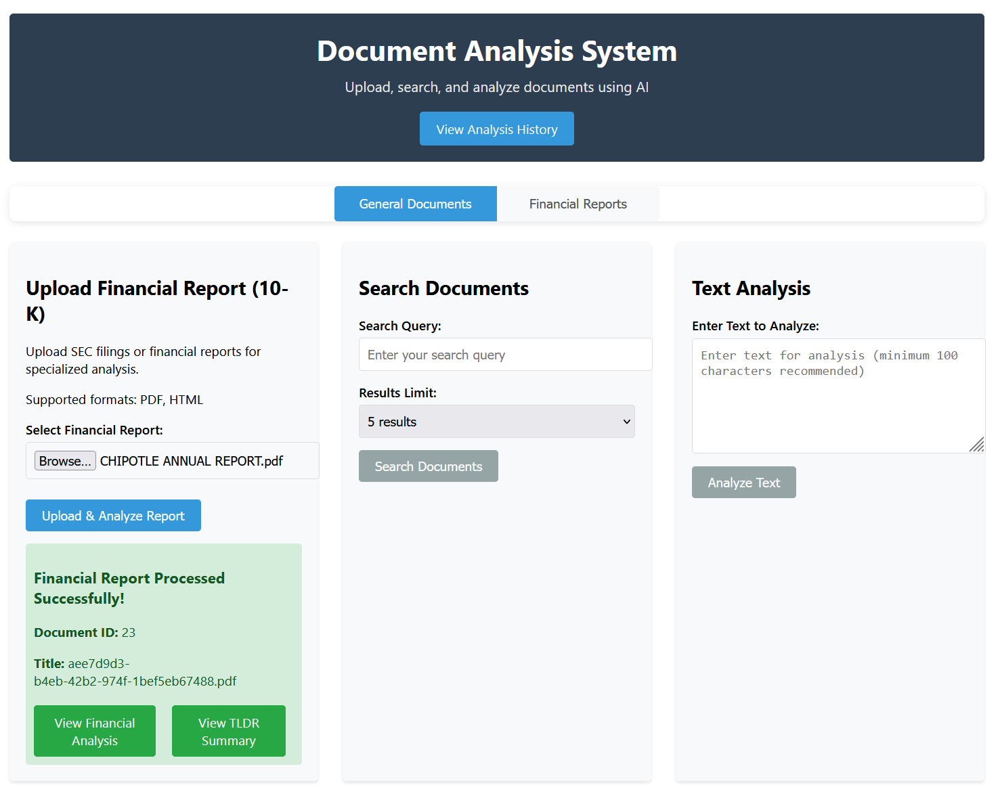 Document Analysis System
Upload, search, and analyze documents using AI
View Analysis History
General Documents
Financial Reports
Upload Financial Report (10-
K)
Upload SEC filings or financial reports for
specialized analysis.
Supported formats: PDF, HTML
Select Financial Report:
Browse... CHIPOTLE ANNUAL REPORT.pdf
Upload & Analyze Report
Financial Report Processed
Successfully!
Document ID: 23
Title: aee7d9d3-
b4eb-42b2-974f-1bef5eb67488.pdf
View Financial
Analysis
View TLDR
Summary
Search Documents
Search Query:
Enter your search query
Results Limit:
5 results
Search Documents
Text Analysis
Enter Text to Analyze:
Enter text for analysis (minimum 100
characters recommended)
Analyze Text